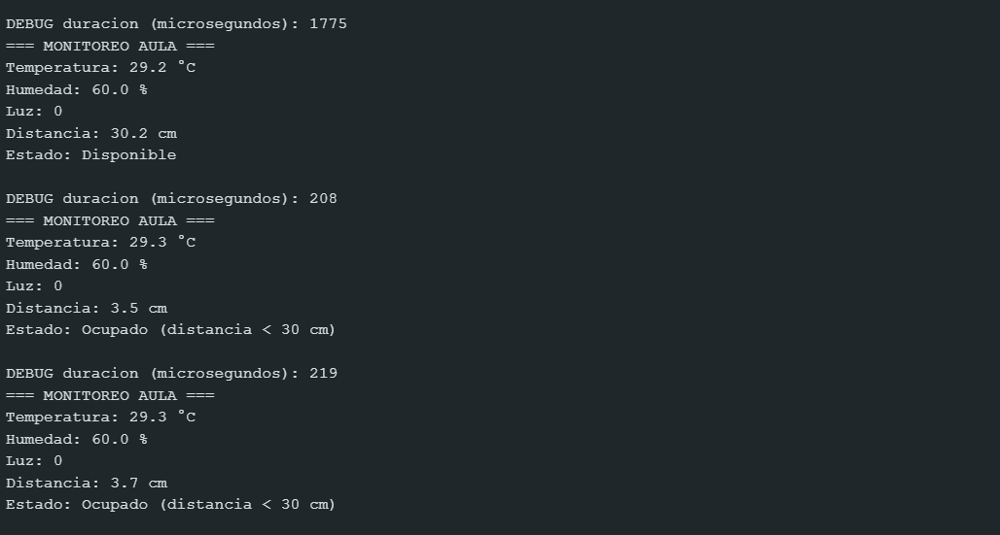 DEBUG duracion (microsegundos): 1775
=== MONITOREO AULA ===
Temperatura: 29.2 °C
Humedad: 60.0 %
Luz: 0
Distancia: 30.2 cm
Estado: Disponible
DEBUG duracion (microsegundos): 208
=== MONITOREO AULA ===
Temperatura: 29.3 °C
Humedad: 60.0 %
Luz: 0
Distancia: 3.5 cm
Estado: Ocupado (distancia < 30 cm)
DEBUG duracion (microsegundos): 219
=== MONITOREO AULA ===
Temperatura: 29.3 °C
Humedad: 60.0 %
Luz: 0
Distancia: 3.7 cm
Estado: Ocupado (distancia < 30 cm)